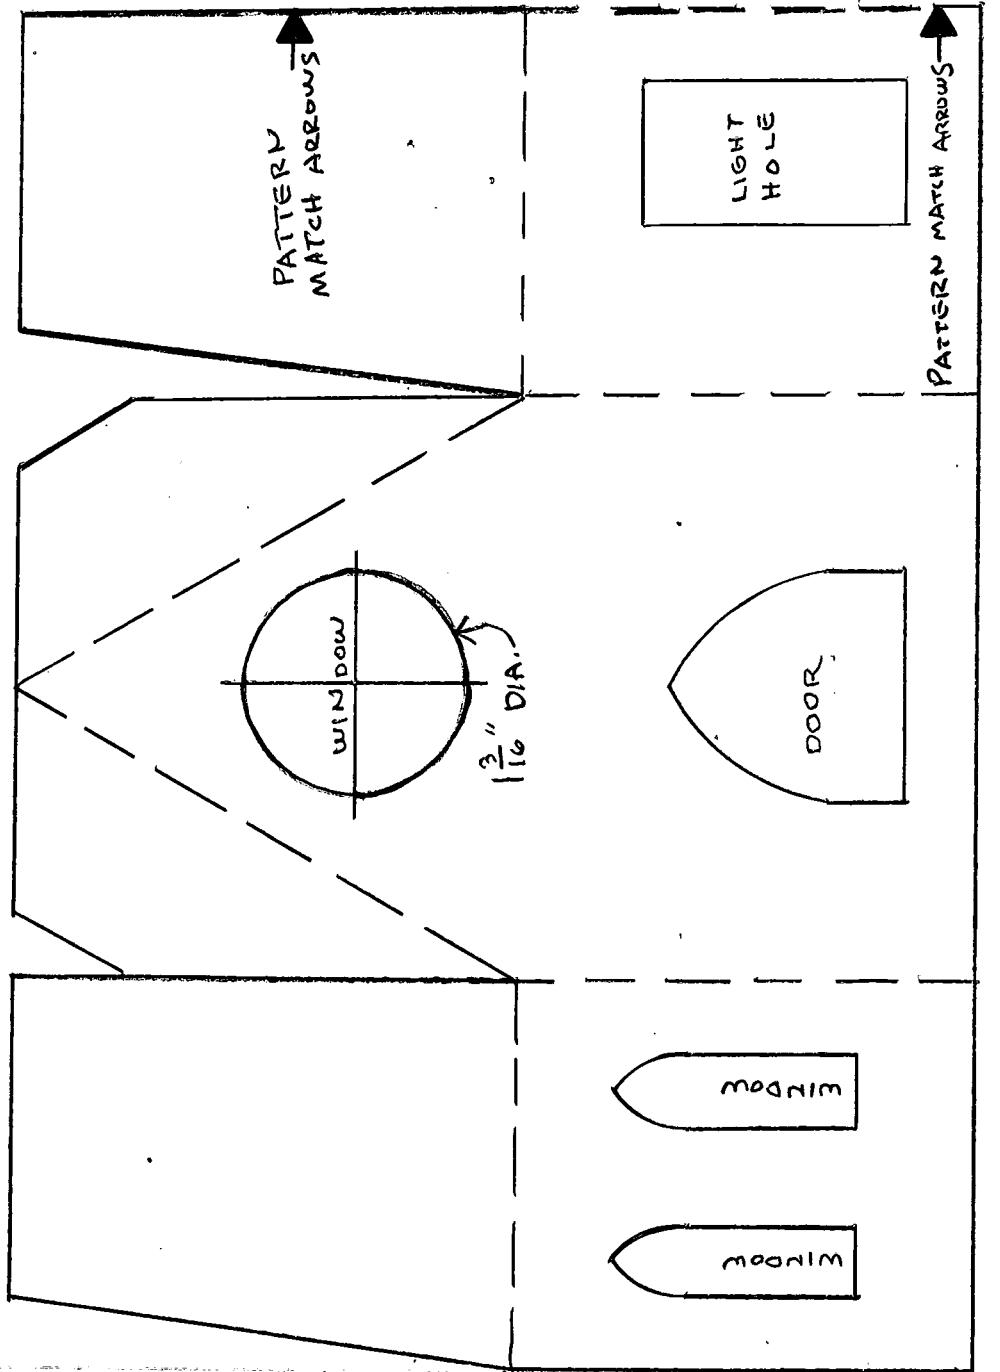 PATTERN
MATCH ARROWS
LIGHT
HOLE
PATTERN MATCH ARROWS
WINDOW
1 3/16" DIA.
DOOR
WINDOW
WINDOW